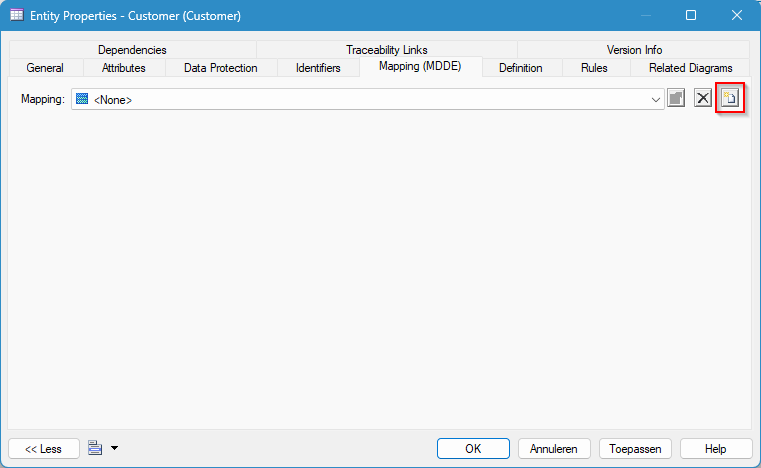 Entity Properties - Customer (Customer)
Dependencies Traceability Links Version Info
General Attributes Data Protection Identifiers Mapping (MDDE) Definition Rules Related Diagrams
Mapping: <None>
<< Less OK Annuleren Toepassen Help